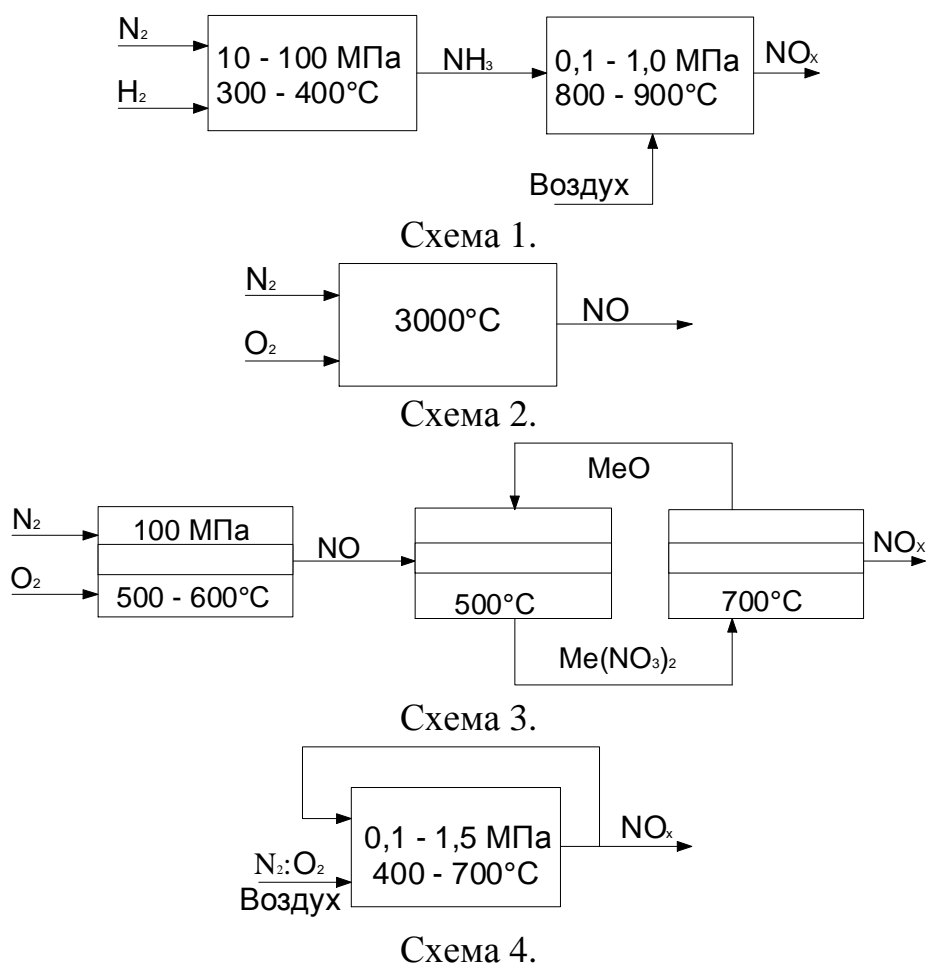 N₂
H₂
10 - 100 МПа
300 - 400°C
NH₃
0,1 - 1,0 МПа
800 - 900°C
NOₓ
Воздух
Схема 1.
N₂
O₂
3000°C
NO
Схема 2.
MeO
N₂
O₂
100 МПа
500 - 600°C
NO
500°C
700°C
NOₓ
Me(NO₃)₂
Схема 3.
0,1 - 1,5 МПа
400 - 700°C
NOₓ
N₂:O₂
Воздух
Схема 4.